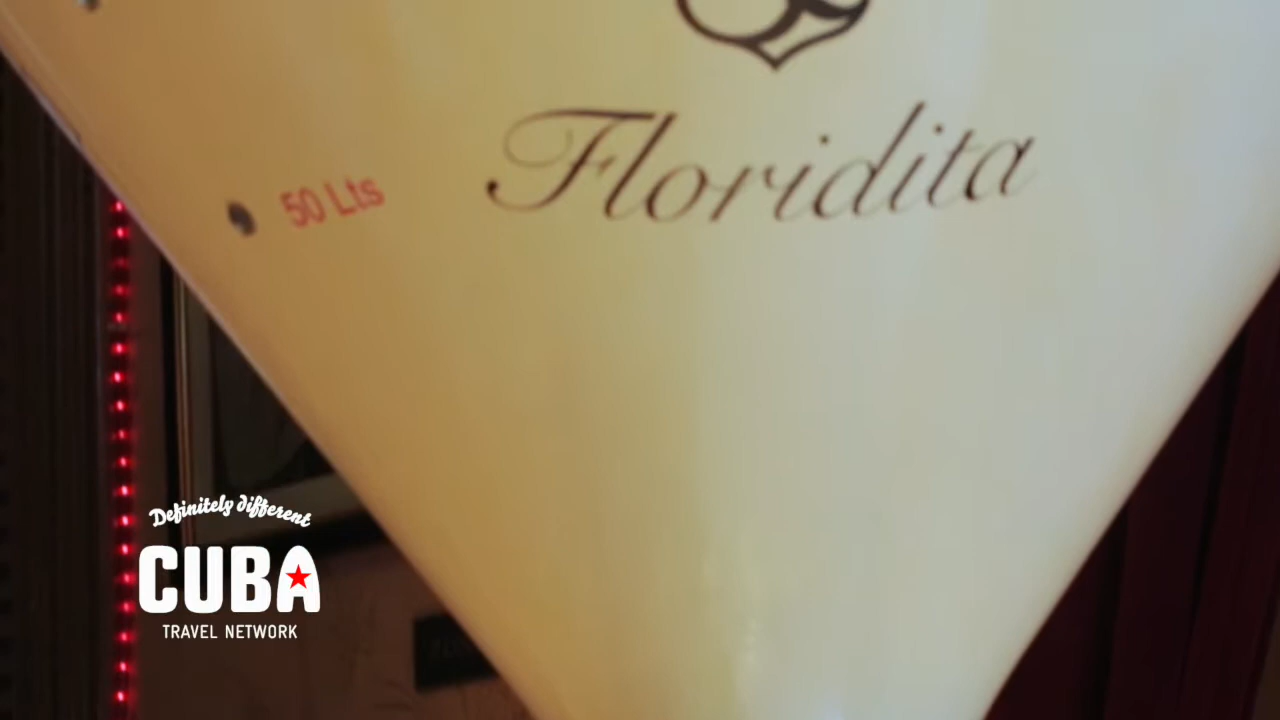 Floridita
50 Lts
Definitely different
CUBA
TRAVEL NETWORK